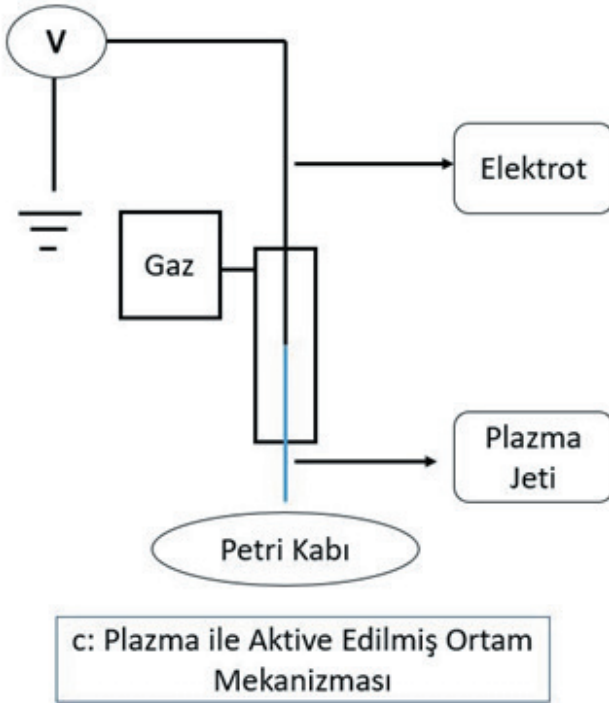 V
Elektrot
Gaz
Plazma
Jeti
Petri Kabı
c: Plazma ile Aktive Edilmiş Ortam
Mekanizması